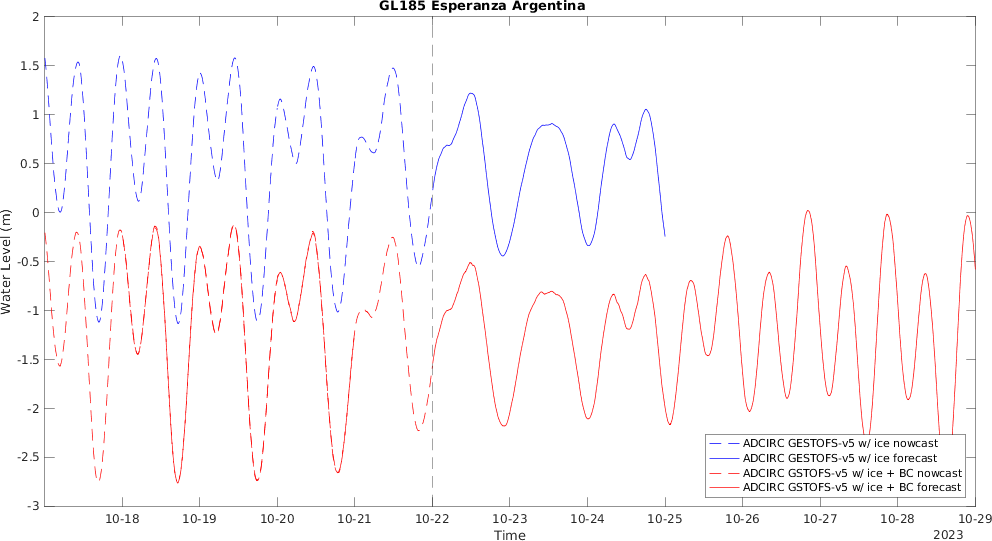 GL185 Esperanza Argentina
2
1.5
1
0.5
0
-0.5
-1
-1.5
-2
-2.5
-3
Water Level (m)
ADCIRC GESTOFS-v5 w/ ice nowcast
ADCIRC GESTOFS-v5 w/ ice forecast
ADCIRC GSTOFS-v5 w/ ice + BC nowcast
ADCIRC GSTOFS-v5 w/ ice + BC forecast
10-18 10-19 10-20 10-21 10-22 10-23 10-24 10-25 10-26 10-27 10-28 10-29
Time 2023